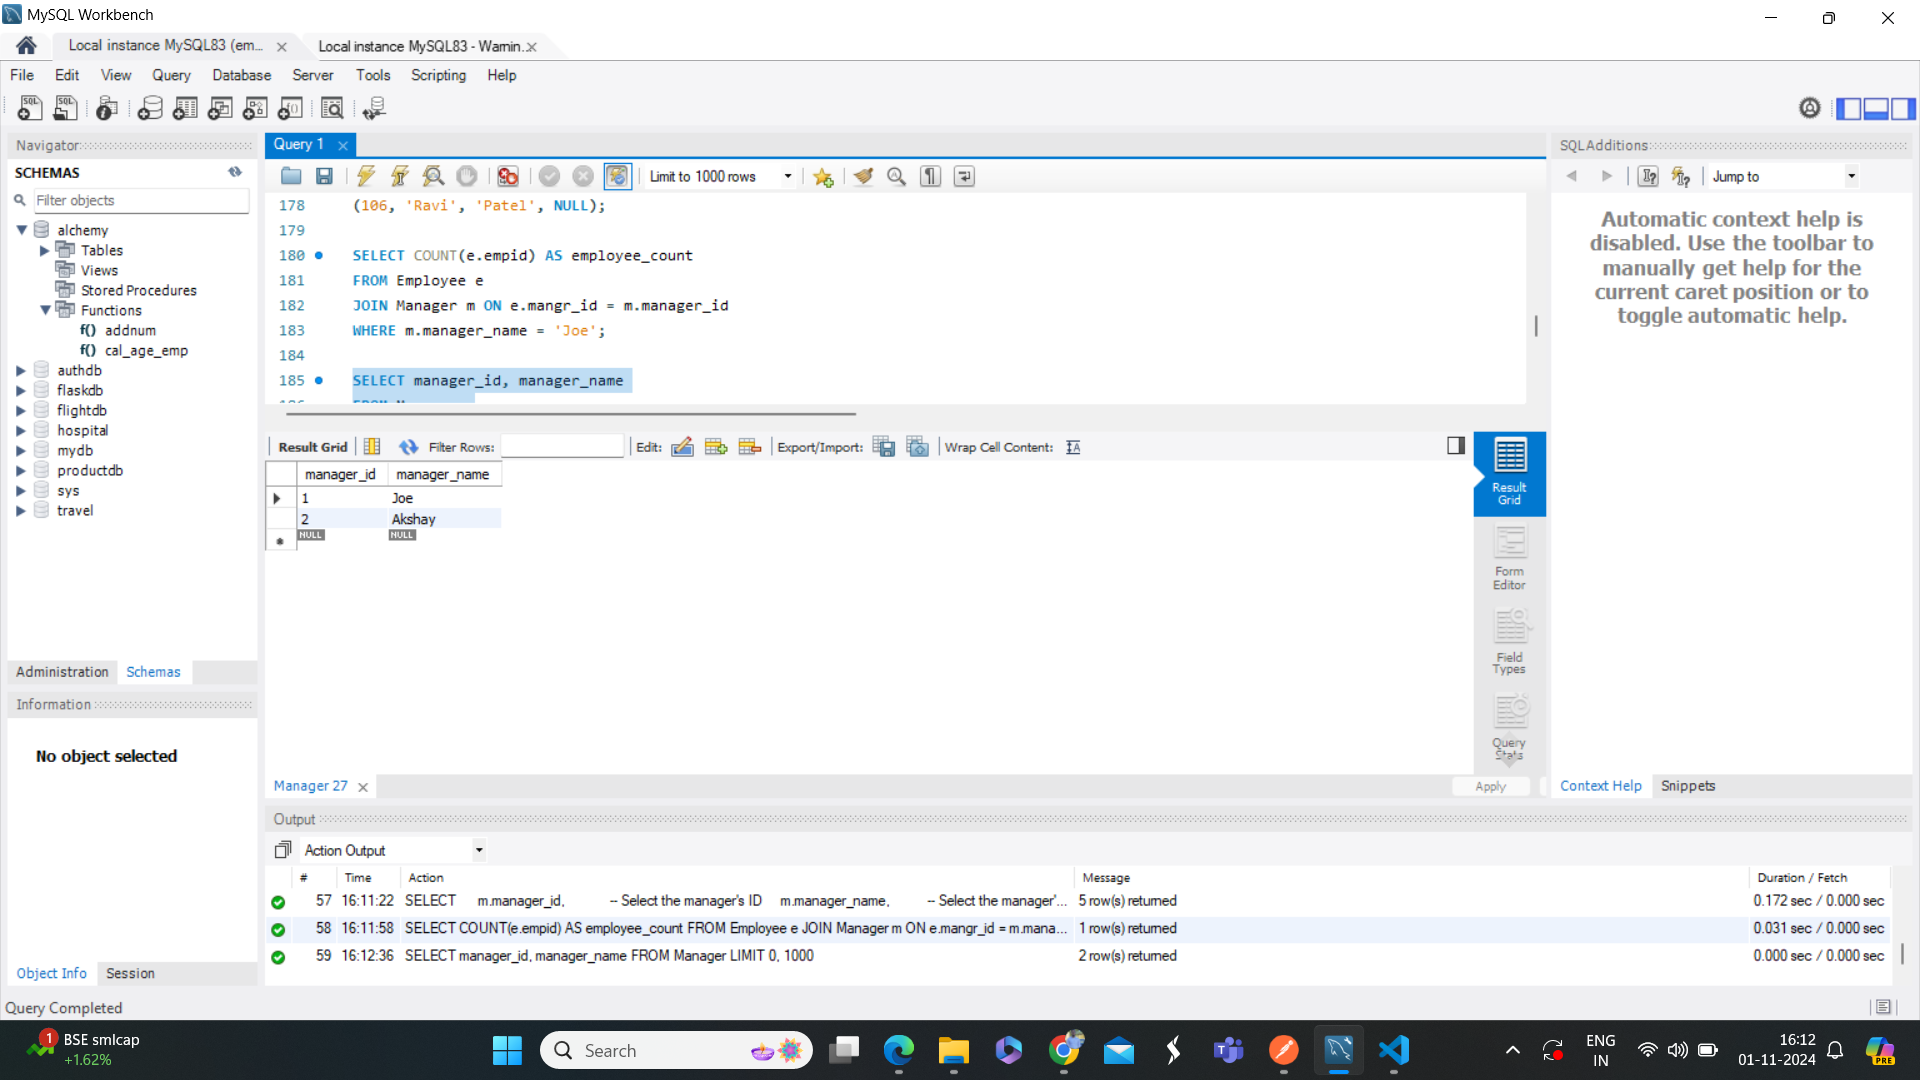 MySQL Workbench
Local instance MySQL83 (em...
Local instance MySQL83 - Warnin...
File Edit View Query Database Server Tools Scripting Help
Navigator
SCHEMAS
Filter objects
alchemy
Tables
Views
Stored Procedures
Functions
f() addnum
f() cal_age_emp
authdb
flaskdb
flightdb
hospital
mydb
productdb
sys
travel
Administration Schemas
Information
No object selected
Object Info Session
Query 1
Limit to 1000 rows
178 (106, 'Ravi', 'Patel', NULL);
179
180 SELECT COUNT(e.empid) AS employee_count
181 FROM Employee e
182 JOIN Manager m ON e.mangr_id = m.manager_id
183 WHERE m.manager_name = 'Joe';
184
185 SELECT manager_id, manager_name
Result Grid Filter Rows: Edit: Export/Import: Wrap Cell Content:
manager_id manager_name
1 Joe
2 Akshay
NULL NULL
Result Grid
Form Editor
Field Types
Query Stats
Manager 27
Apply
SQLAdditions
Jump to
Automatic context help is
disabled. Use the toolbar to
manually get help for the
current caret position or to
toggle automatic help.
Context Help Snippets
Output
Action Output
# Time Action Message Duration / Fetch
57 16:11:22 SELECT m.manager_id, -- Select the manager's ID m.manager_name, -- Select the manager'... 5 row(s) returned 0.172 sec / 0.000 sec
58 16:11:58 SELECT COUNT(e.empid) AS employee_count FROM Employee e JOIN Manager m ON e.mangr_id = m.mana... 1 row(s) returned 0.031 sec / 0.000 sec
59 16:12:36 SELECT manager_id, manager_name FROM Manager LIMIT 0, 1000 2 row(s) returned 0.000 sec / 0.000 sec
Query Completed
1
BSE smlcap
+1.62%
Search
ENG
IN
16:12
01-11-2024
PRE